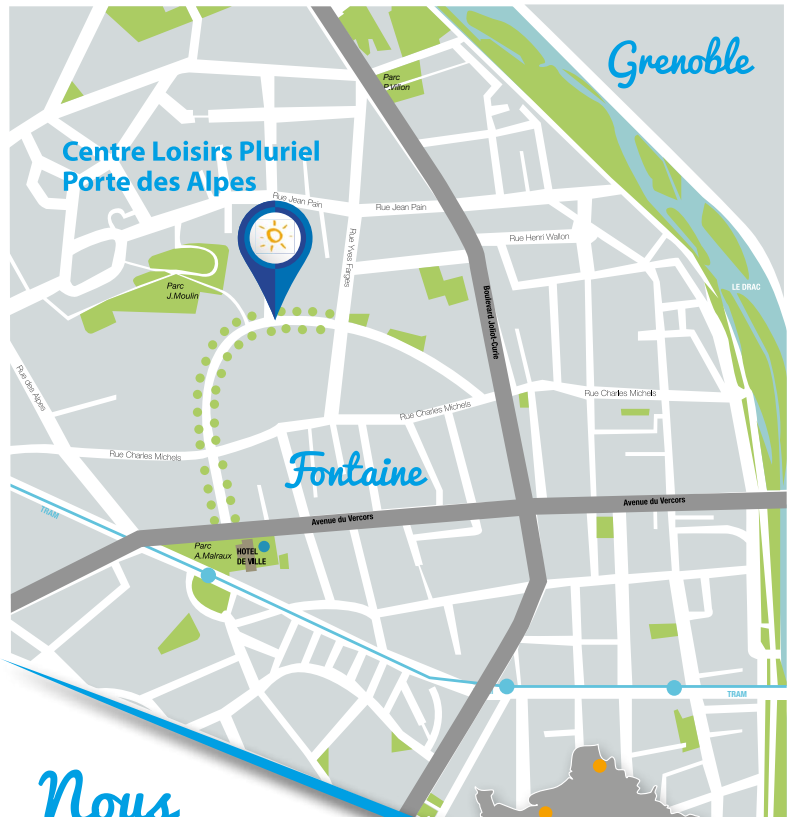 Grenoble
Parc
P.Villon
Centre Loisirs Pluriel
Porte des Alpes
Rue Jean Pain
Rue Jean Pain
Rue Henri Wallon
Rue Yves Farges
Parc
J.Moulin
LE DRAC
Boulevard Joliot-Curie
Rue des Alpes
Rue Charles Michels
Rue Charles Michels
Rue Charles Michels
Fontaine
Avenue du Vercors
Avenue du Vercors
TRAM
Parc
A.Malraux
HOTEL
DE VILLE
TRAM
Nous